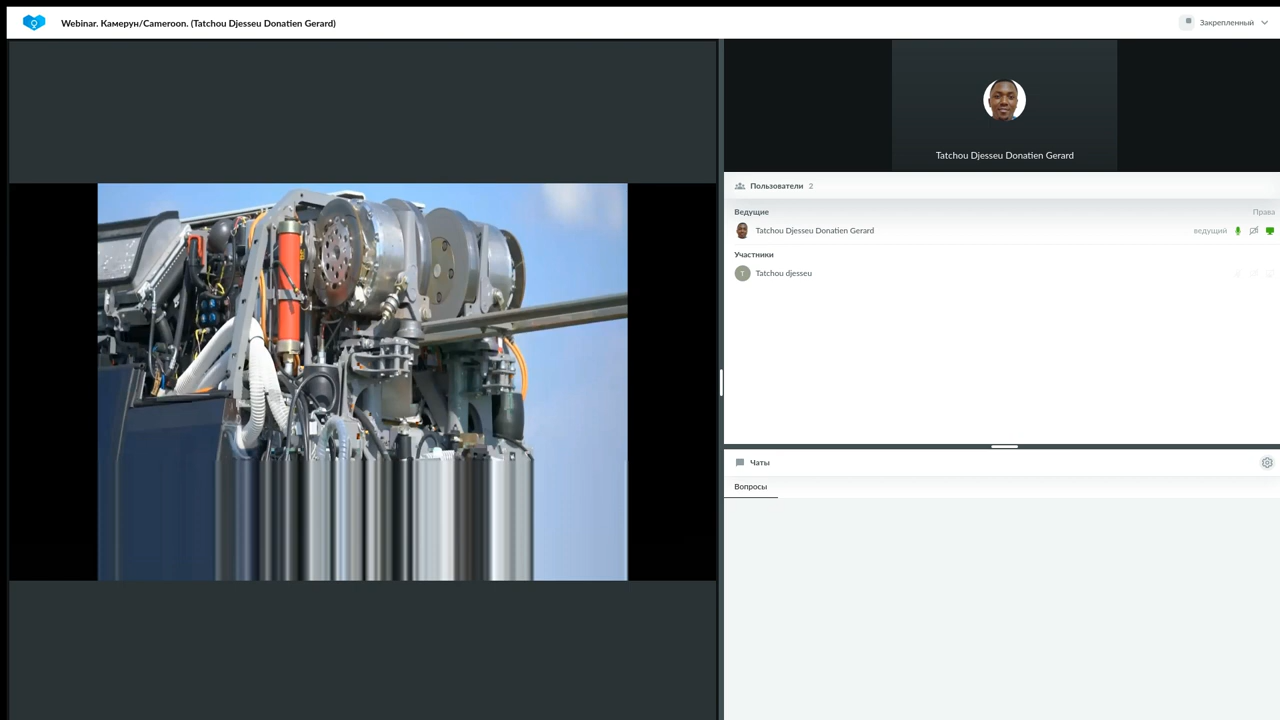 Webinar. Камерун/Cameroon. (Tatchou Djesseu Donatien Gerard)
Закрепленный
Tatchou Djesseu Donatien Gerard
Пользователи 2
Ведущие
Права
Tatchou Djesseu Donatien Gerard
ведущий
Участники
T
Tatchou djesseu
Чаты
Вопросы